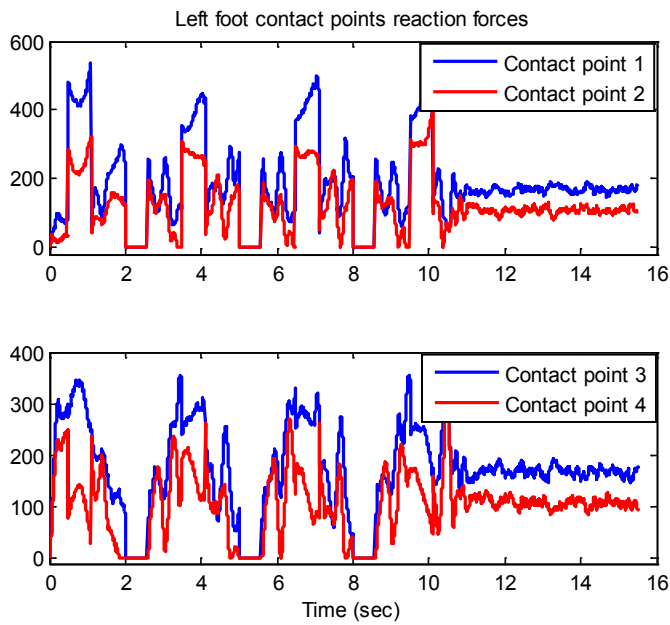 Left foot contact points reaction forces
600
400
200
0
Contact point 1
Contact point 2
0 2 4 6 8 10 12 14 16
400
300
200
100
0
Contact point 3
Contact point 4
0 2 4 6 8 10 12 14 16
Time (sec)